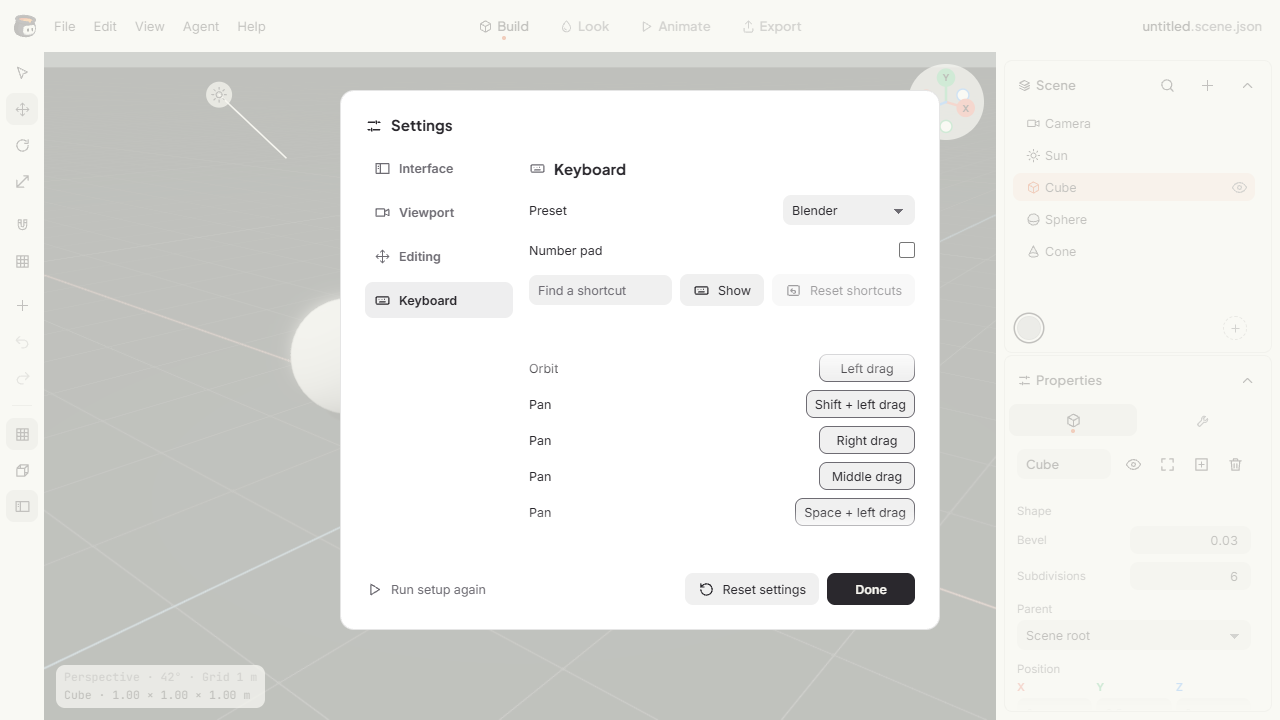 File Edit View Agent Help
Build Look Animate Export
untitled.scene.json
Settings
Interface
Viewport
Editing
Keyboard
Keyboard
Preset
Blender
Number pad
Find a shortcut
Show
Reset shortcuts
Orbit
Left drag
Pan
Shift + left drag
Pan
Right drag
Pan
Middle drag
Pan
Space + left drag
Run setup again
Reset settings
Done
Y
X
Scene
Camera
Sun
Cube
Sphere
Cone
Properties
Cube
Shape
Bevel
0.03
Subdivisions
6
Parent
Scene root
Position
X Y Z
Perspective · 42° · Grid 1 m
Cube · 1.00 × 1.00 × 1.00 m